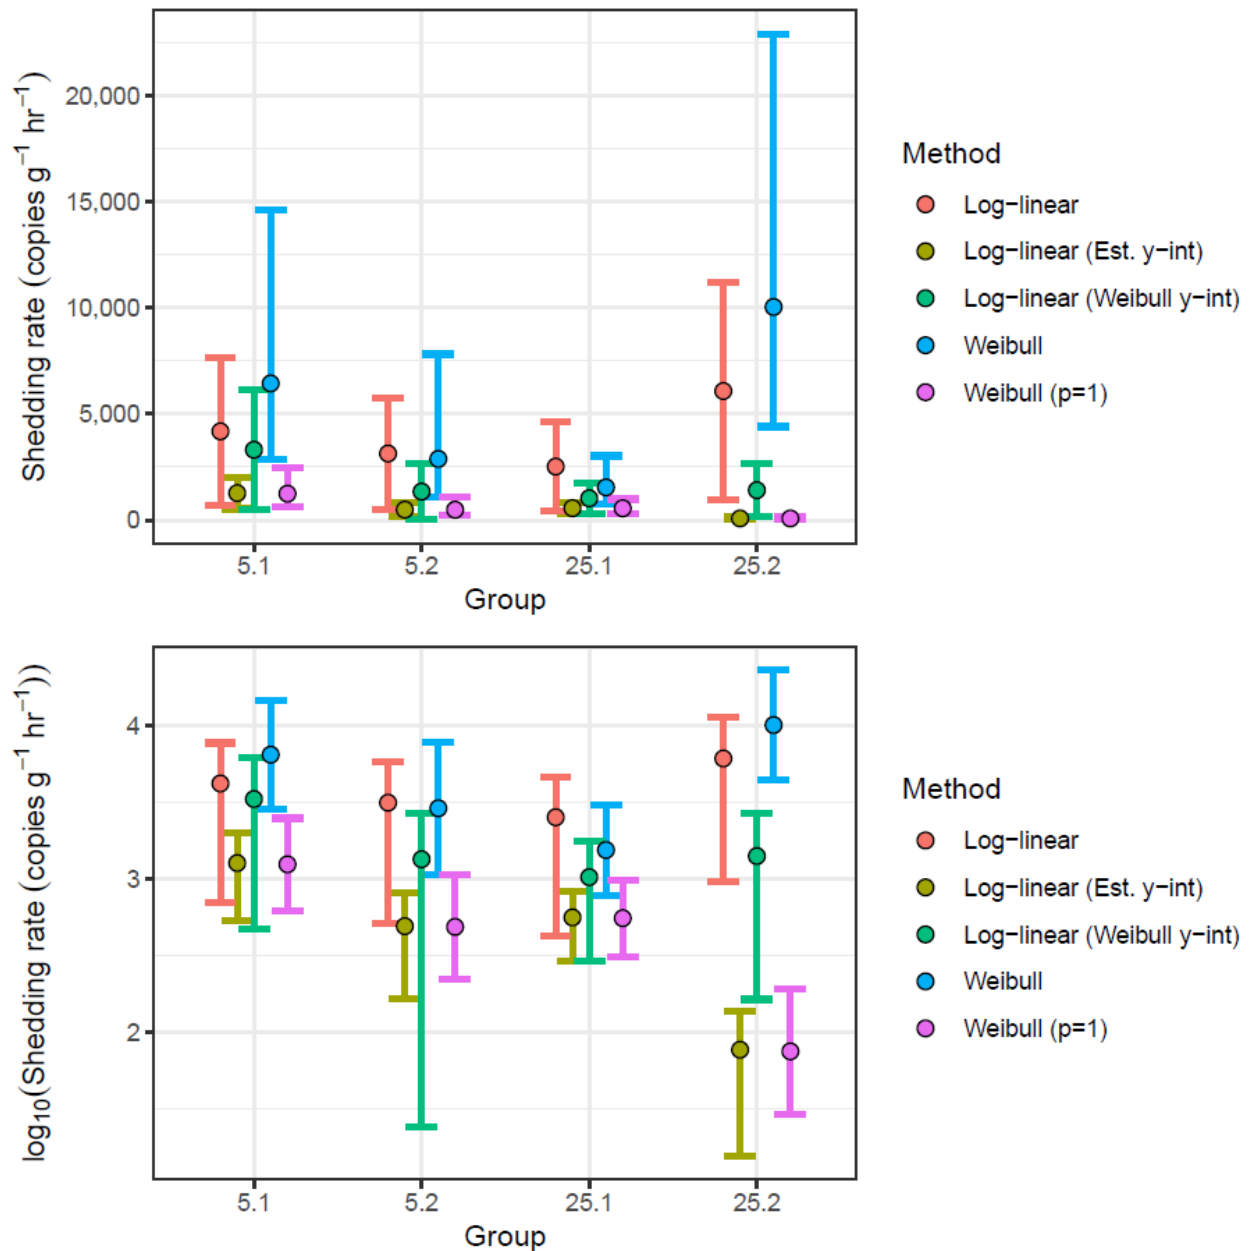 Shedding rate (copies g⁻¹ hr⁻¹)
20,000
15,000
10,000
5,000
0
5.1
5.2
25.1
25.2
Group
Method
Log−linear
Log−linear (Est. y−int)
Log−linear (Weibull y−int)
Weibull
Weibull (p=1)
log₁₀(Shedding rate (copies g⁻¹ hr⁻¹))
4
3
2
5.1
5.2
25.1
25.2
Group
Method
Log−linear
Log−linear (Est. y−int)
Log−linear (Weibull y−int)
Weibull
Weibull (p=1)